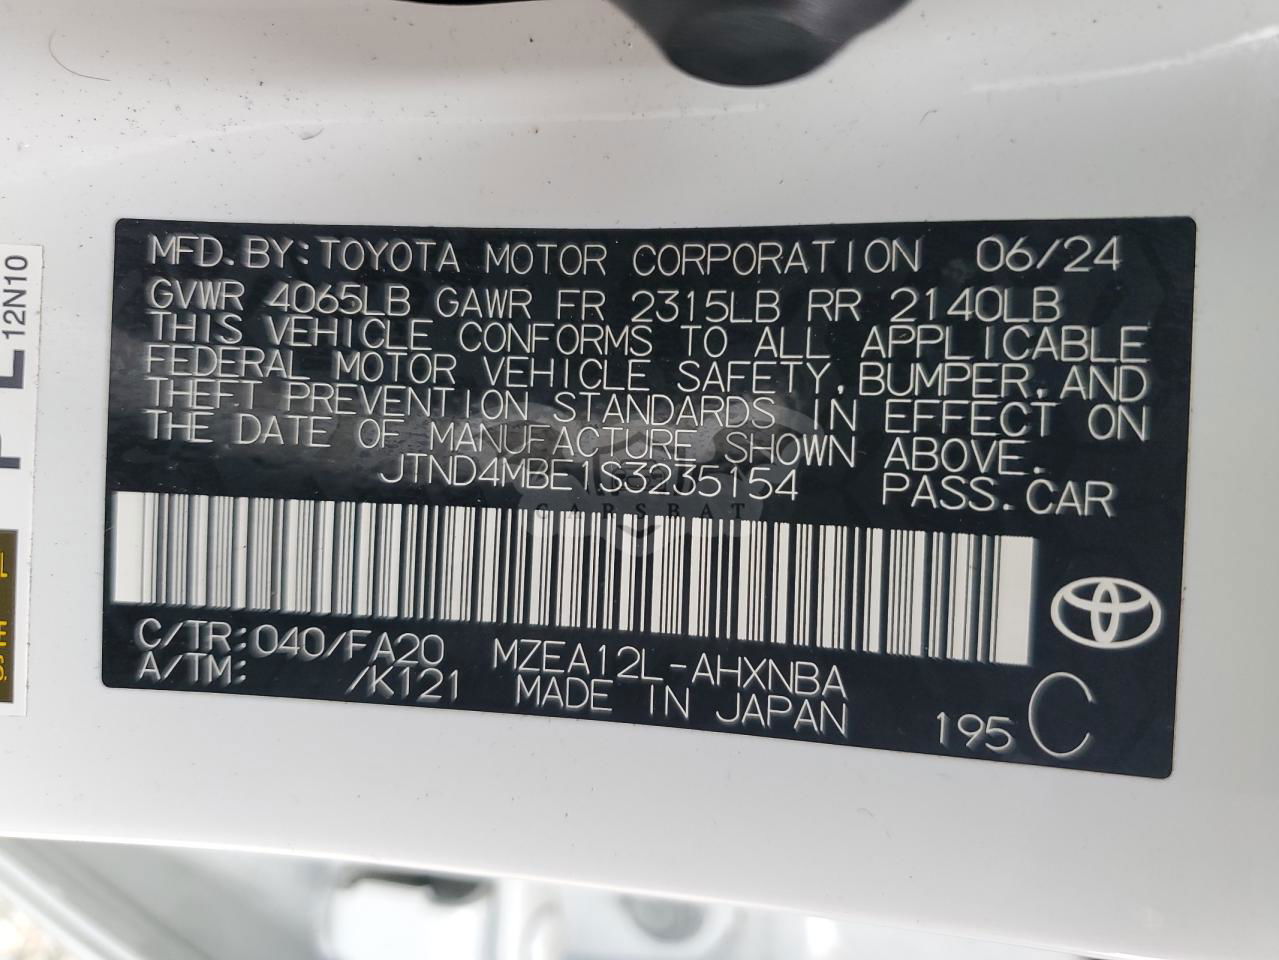 MFD.BY:TOYOTA MOTOR CORPORATION 06/24
GVWR 4065LB GAWR FR 2315LB RR 2140LB
THIS VEHICLE CONFORMS TO ALL APPLICABLE
FEDERAL MOTOR VEHICLE SAFETY,BUMPER,AND
THEFT PREVENTION STANDARDS IN EFFECT ON
THE DATE OF MANUFACTURE SHOWN ABOVE.
JTND4MBE1S3235154 PASS.CAR
CARSBAT
C/TR:040/FA20 MZEA12L-AHXNBA
A/TM: /K121 MADE IN JAPAN 195 C
12N10